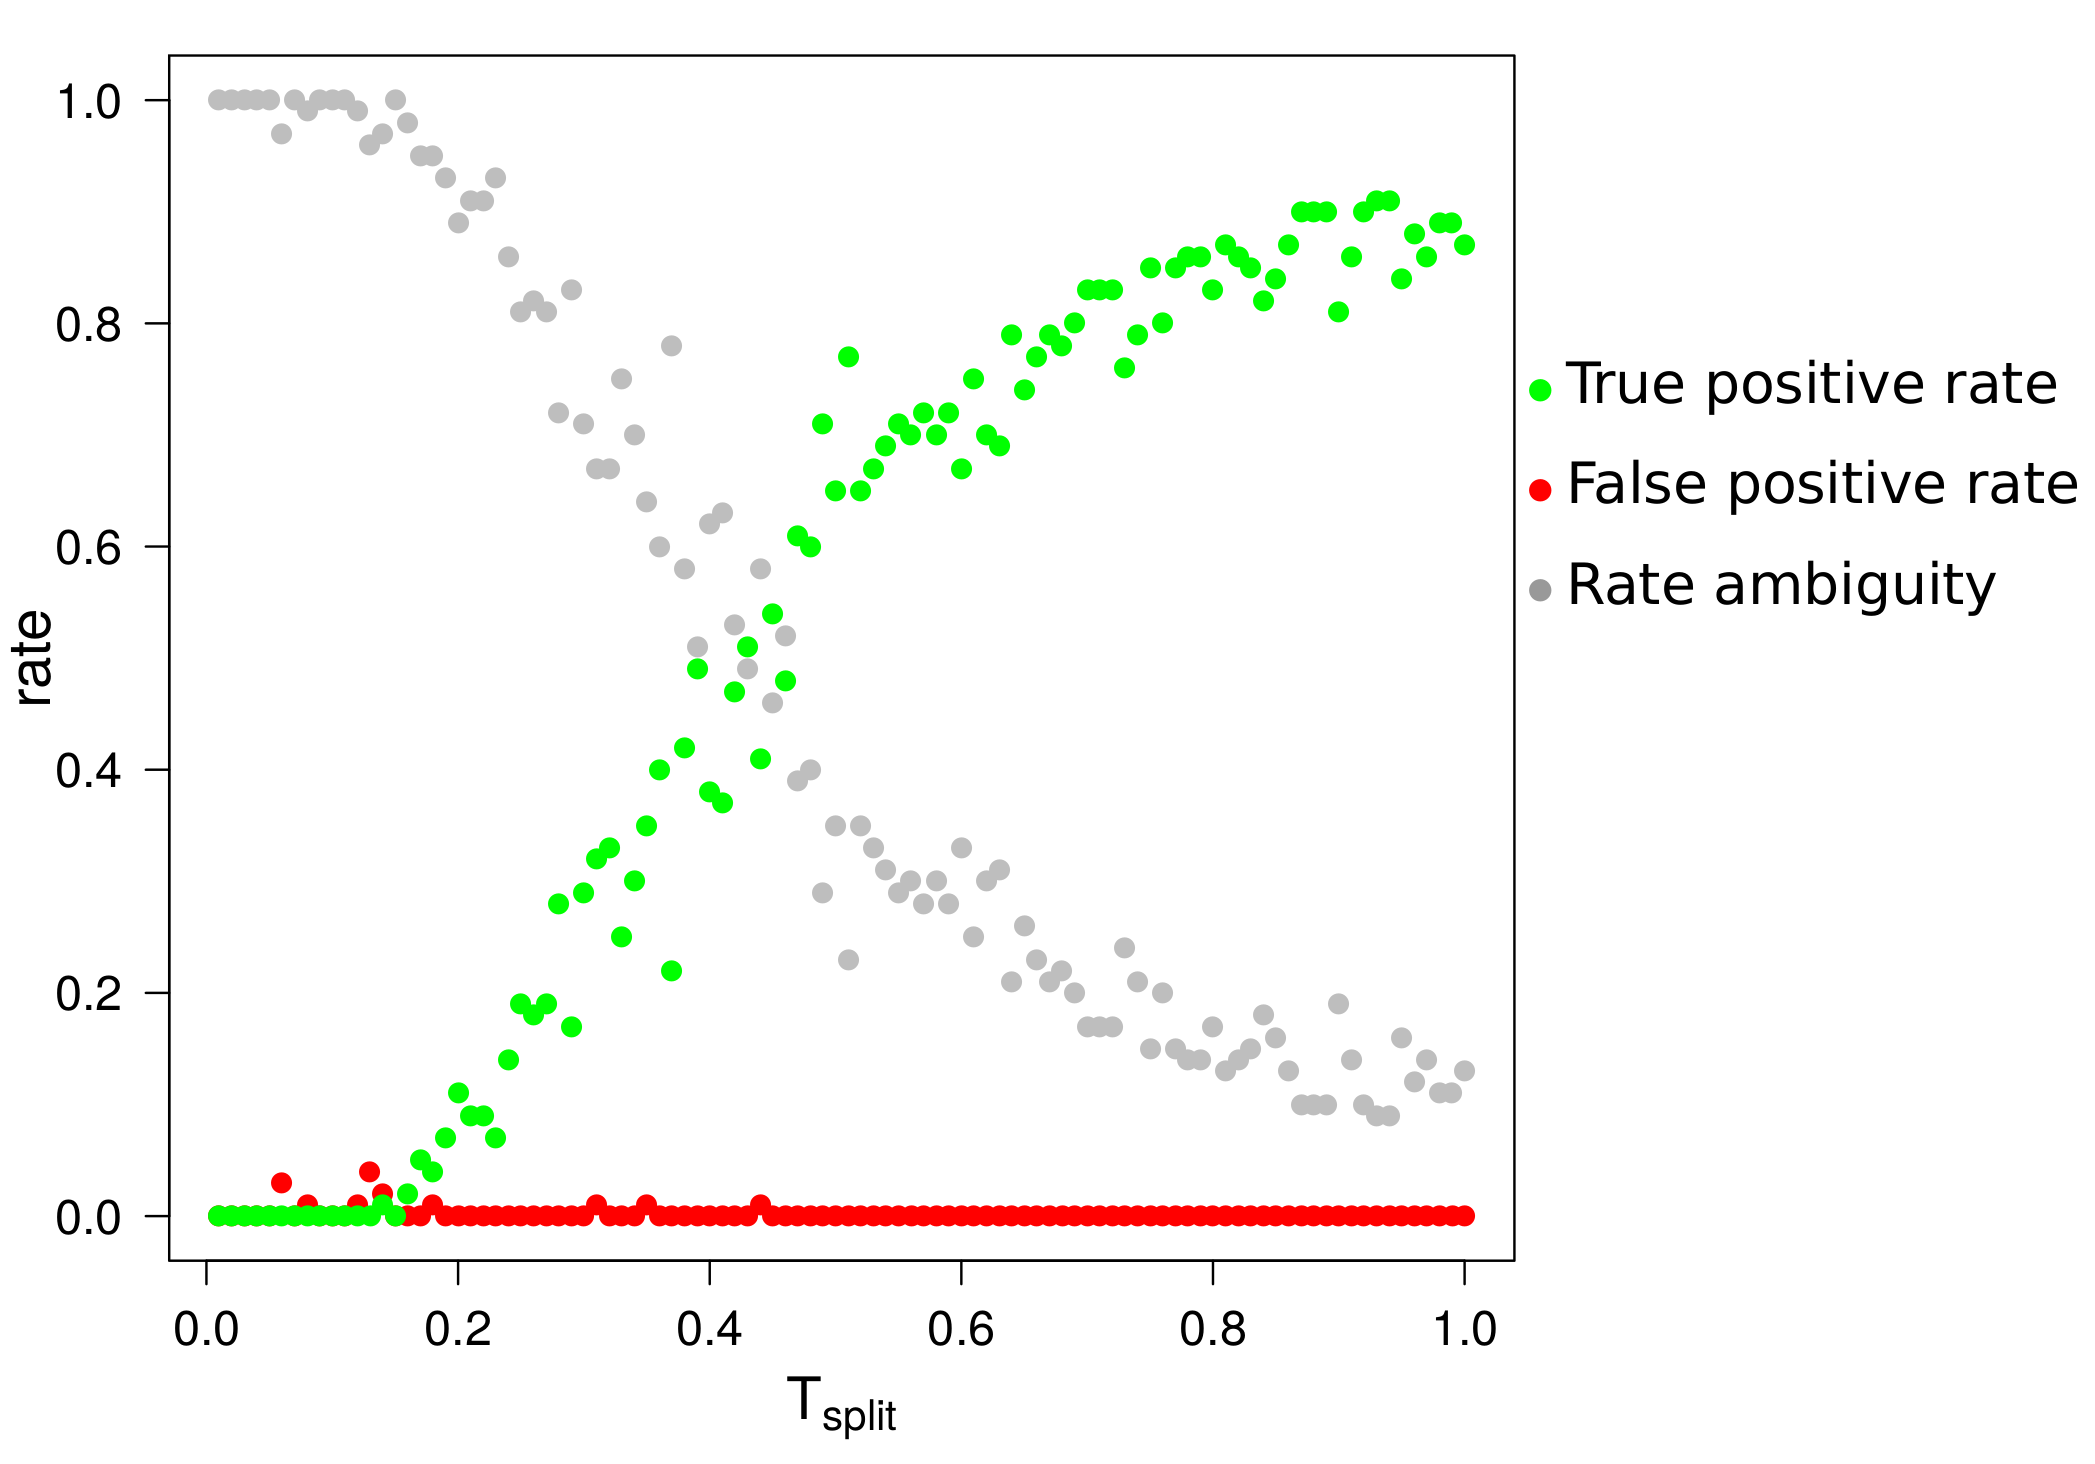 1.0
0.8
0.6
0.4
0.2
0.0
rate
0.0 0.2 0.4 0.6 0.8 1.0
Tsplit
True positive rate
False positive rate
Rate ambiguity